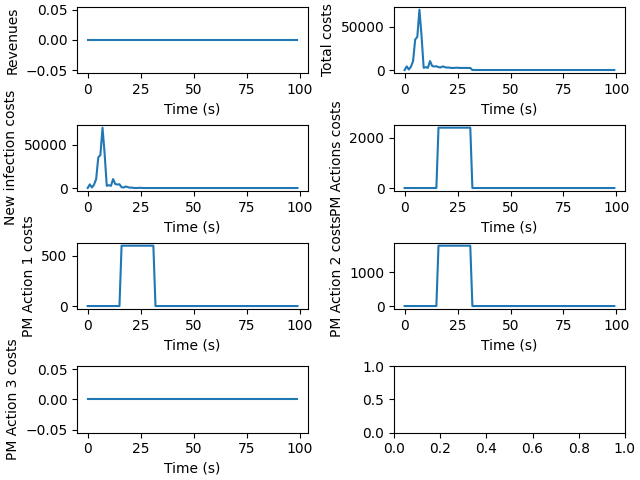 Revenues
0.05
0.00
−0.05
0 25 50 75 100
Time (s)
Total costs
50000
0
0 25 50 75 100
Time (s)
New infection costs
50000
0
0 25 50 75 100
Time (s)
PM Actions costs
2000
0
0 25 50 75 100
Time (s)
PM Action 1 costs
500
0
0 25 50 75 100
Time (s)
PM Action 2 costs
1000
0
0 25 50 75 100
Time (s)
PM Action 3 costs
0.05
0.00
−0.05
0 25 50 75 100
Time (s)
1.0
0.5
0.0
0.0 0.2 0.4 0.6 0.8 1.0